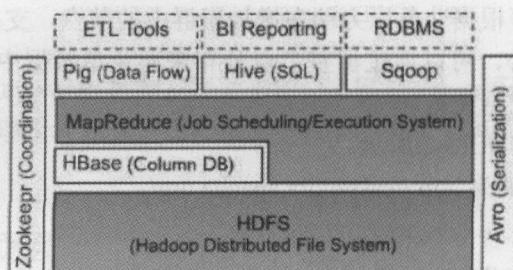 ETL Tools BI Reporting RDBMS
Pig (Data Flow) Hive (SQL) Sqoop
MapReduce (Job Scheduling/Execution System)
HBase (Column DB)
HDFS
(Hadoop Distributed File System)
Zookeepr (Coordination)
Avro (Serialization)